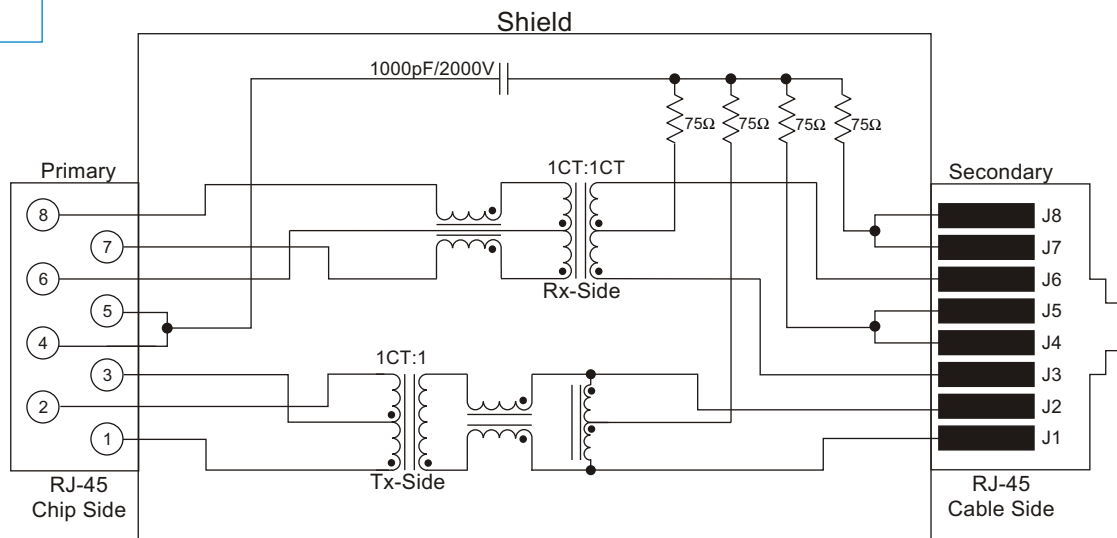 Shield
1000pF/2000V
75Ω 75Ω 75Ω 75Ω
Primary
1CT:1CT
Secondary
8
J8
7
J7
6
J6
Rx-Side
5
J5
4
J4
1CT:1
3
J3
2
J2
1
J1
Tx-Side
RJ-45
Chip Side
RJ-45
Cable Side